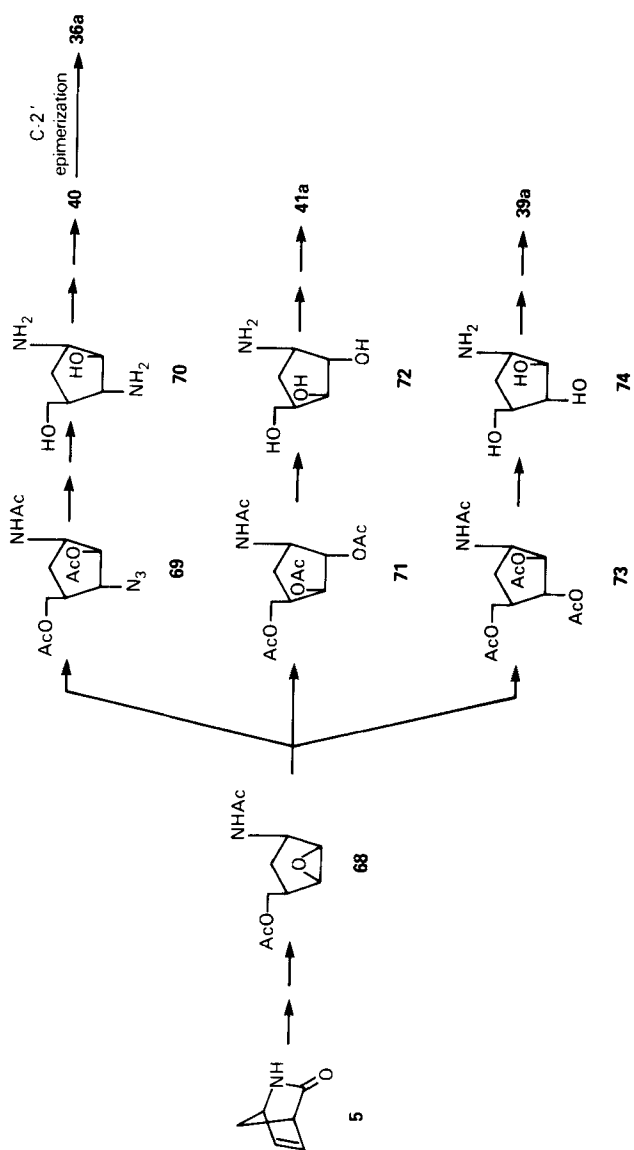 AcO
NHAc
AcO
N₃
69
HO
NH₂
HO
NH₂
70
40
C-2'
epimerization
36a
5
NH
O
68
AcO
NHAc
O
AcO
NHAc
OAc
OAc
71
HO
NH₂
OH
OH
72
41a
AcO
NHAc
AcO
AcO
73
HO
NH₂
HO
HO
74
39a